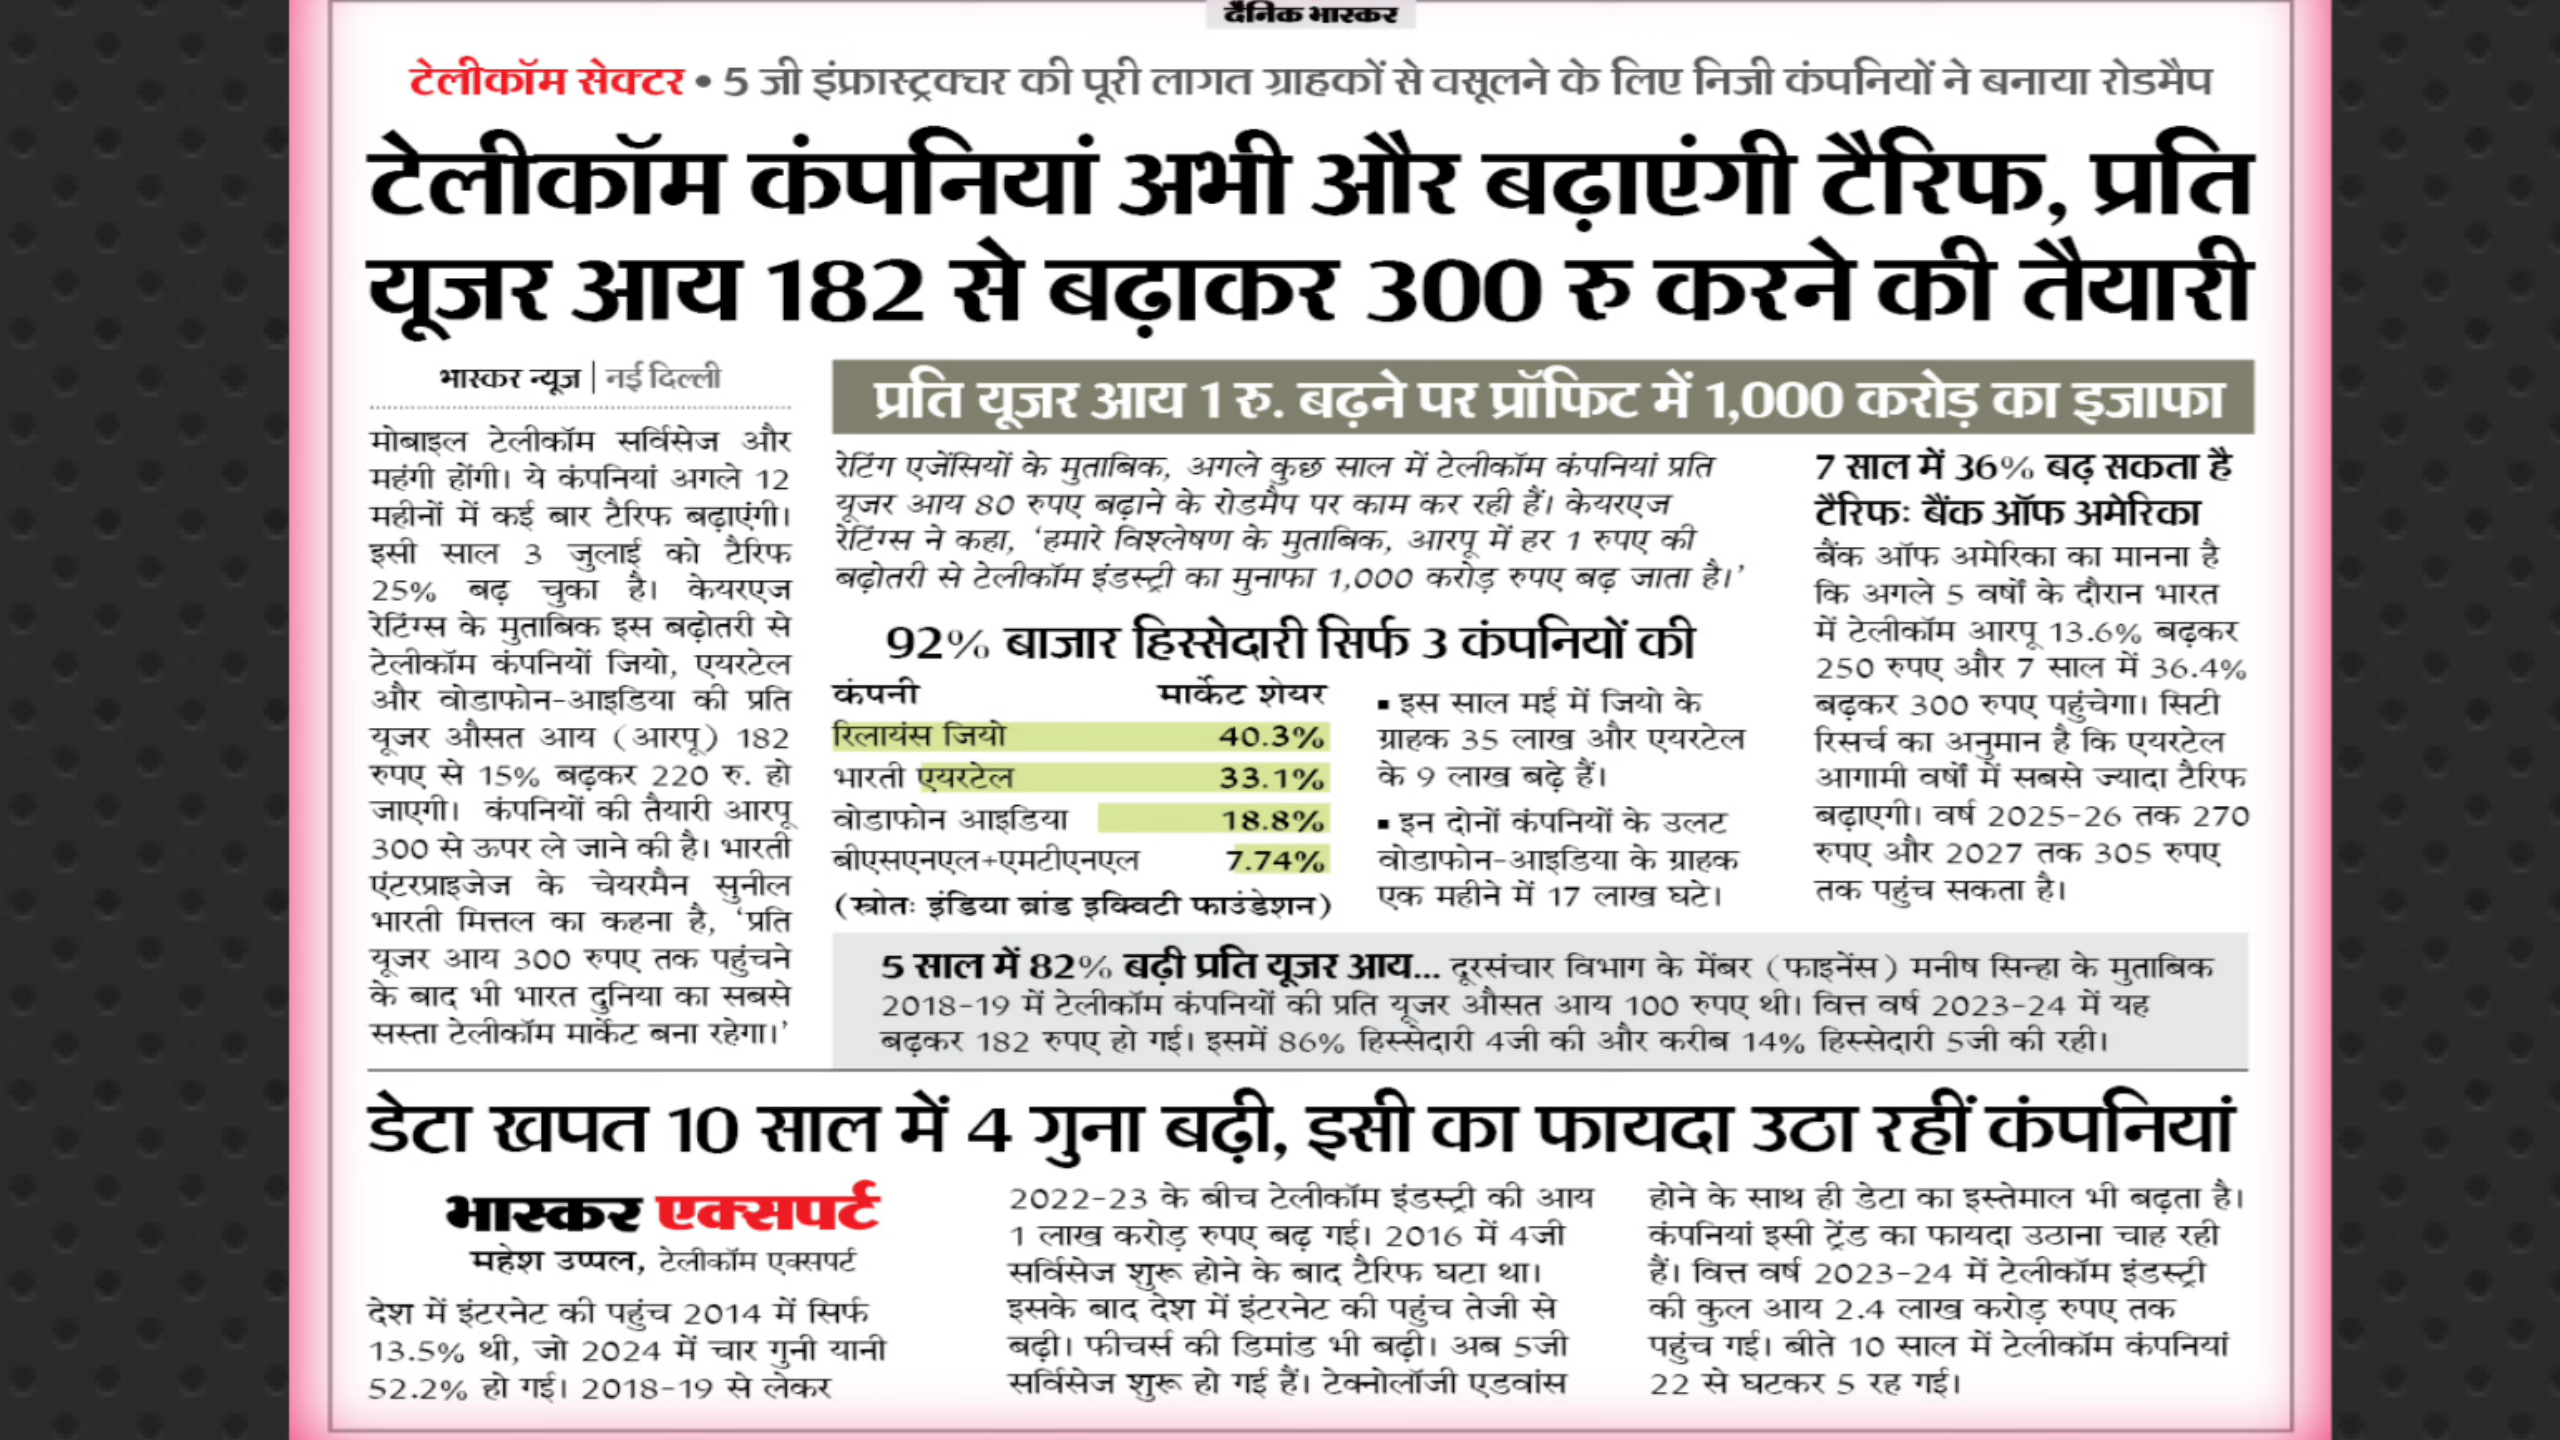 दैनिक भास्कर
टेलीकॉम सेक्टर • 5 जी इंफ्रास्ट्रक्चर की पूरी लागत ग्राहकों से वसूलने के लिए निजी कंपनियों ने बनाया रोडमैप
टेलीकॉम कंपनियां अभी और बढ़ाएंगी टैरिफ, प्रति
यूजर आय 182 से बढ़ाकर 300 रु करने की तैयारी
भास्कर न्यूज | नई दिल्ली
मोबाइल टेलीकॉम सर्विसेज और
महंगी होंगी। ये कंपनियां अगले 12
महीनों में कई बार टैरिफ बढ़ाएंगी।
इसी साल 3 जुलाई को टैरिफ
25% बढ़ चुका है। केयरएज
रेटिंग्स के मुताबिक इस बढ़ोतरी से
टेलीकॉम कंपनियों जियो, एयरटेल
और वोडाफोन-आइडिया की प्रति
यूजर औसत आय (आरपू) 182
रुपए से 15% बढ़कर 220 रु. हो
जाएगी। कंपनियों की तैयारी आरपू
300 से ऊपर ले जाने की है। भारती
एंटरप्राइजेज के चेयरमैन सुनील
भारती मित्तल का कहना है, ‘प्रति
यूजर आय 300 रुपए तक पहुंचने
के बाद भी भारत दुनिया का सबसे
सस्ता टेलीकॉम मार्केट बना रहेगा।’
प्रति यूजर आय 1 रु. बढ़ने पर प्रॉफिट में 1,000 करोड़ का इजाफा
रेटिंग एजेंसियों के मुताबिक, अगले कुछ साल में टेलीकॉम कंपनियां प्रति
यूजर आय 80 रुपए बढ़ाने के रोडमैप पर काम कर रही हैं। केयरएज
रेटिंग्स ने कहा, ‘हमारे विश्लेषण के मुताबिक, आरपू में हर 1 रुपए की
बढ़ोतरी से टेलीकॉम इंडस्ट्री का मुनाफा 1,000 करोड़ रुपए बढ़ जाता है।’
92% बाजार हिस्सेदारी सिर्फ 3 कंपनियों की
कंपनी मार्केट शेयर
रिलायंस जियो 40.3%
भारती एयरटेल 33.1%
वोडाफोन आइडिया 18.8%
बीएसएनएल+एमटीएनएल 7.74%
(स्त्रोतः इंडिया ब्रांड इक्विटी फाउंडेशन)
▪ इस साल मई में जियो के
ग्राहक 35 लाख और एयरटेल
के 9 लाख बढ़े हैं।
▪ इन दोनों कंपनियों के उलट
वोडाफोन-आइडिया के ग्राहक
एक महीने में 17 लाख घटे।
7 साल में 36% बढ़ सकता है
टैरिफः बैंक ऑफ अमेरिका
बैंक ऑफ अमेरिका का मानना है
कि अगले 5 वर्षों के दौरान भारत
में टेलीकॉम आरपू 13.6% बढ़कर
250 रुपए और 7 साल में 36.4%
बढ़कर 300 रुपए पहुंचेगा। सिटी
रिसर्च का अनुमान है कि एयरटेल
आगामी वर्षों में सबसे ज्यादा टैरिफ
बढ़ाएगी। वर्ष 2025-26 तक 270
रुपए और 2027 तक 305 रुपए
तक पहुंच सकता है।
5 साल में 82% बढ़ी प्रति यूजर आय... दूरसंचार विभाग के मेंबर (फाइनेंस) मनीष सिन्हा के मुताबिक
2018-19 में टेलीकॉम कंपनियों की प्रति यूजर औसत आय 100 रुपए थी। वित्त वर्ष 2023-24 में यह
बढ़कर 182 रुपए हो गई। इसमें 86% हिस्सेदारी 4जी की और करीब 14% हिस्सेदारी 5जी की रही।
डेटा खपत 10 साल में 4 गुना बढ़ी, इसी का फायदा उठा रहीं कंपनियां
भास्कर एक्सपर्ट
महेश उप्पल, टेलीकॉम एक्सपर्ट
देश में इंटरनेट की पहुंच 2014 में सिर्फ
13.5% थी, जो 2024 में चार गुनी यानी
52.2% हो गई। 2018-19 से लेकर
2022-23 के बीच टेलीकॉम इंडस्ट्री की आय
1 लाख करोड़ रुपए बढ़ गई। 2016 में 4जी
सर्विसेज शुरू होने के बाद टैरिफ घटा था।
इसके बाद देश में इंटरनेट की पहुंच तेजी से
बढ़ी। फीचर्स की डिमांड भी बढ़ी। अब 5जी
सर्विसेज शुरू हो गई हैं। टेक्नोलॉजी एडवांस
होने के साथ ही डेटा का इस्तेमाल भी बढ़ता है।
कंपनियां इसी ट्रेंड का फायदा उठाना चाह रही
हैं। वित्त वर्ष 2023-24 में टेलीकॉम इंडस्ट्री
की कुल आय 2.4 लाख करोड़ रुपए तक
पहुंच गई। बीते 10 साल में टेलीकॉम कंपनियां
22 से घटकर 5 रह गई।